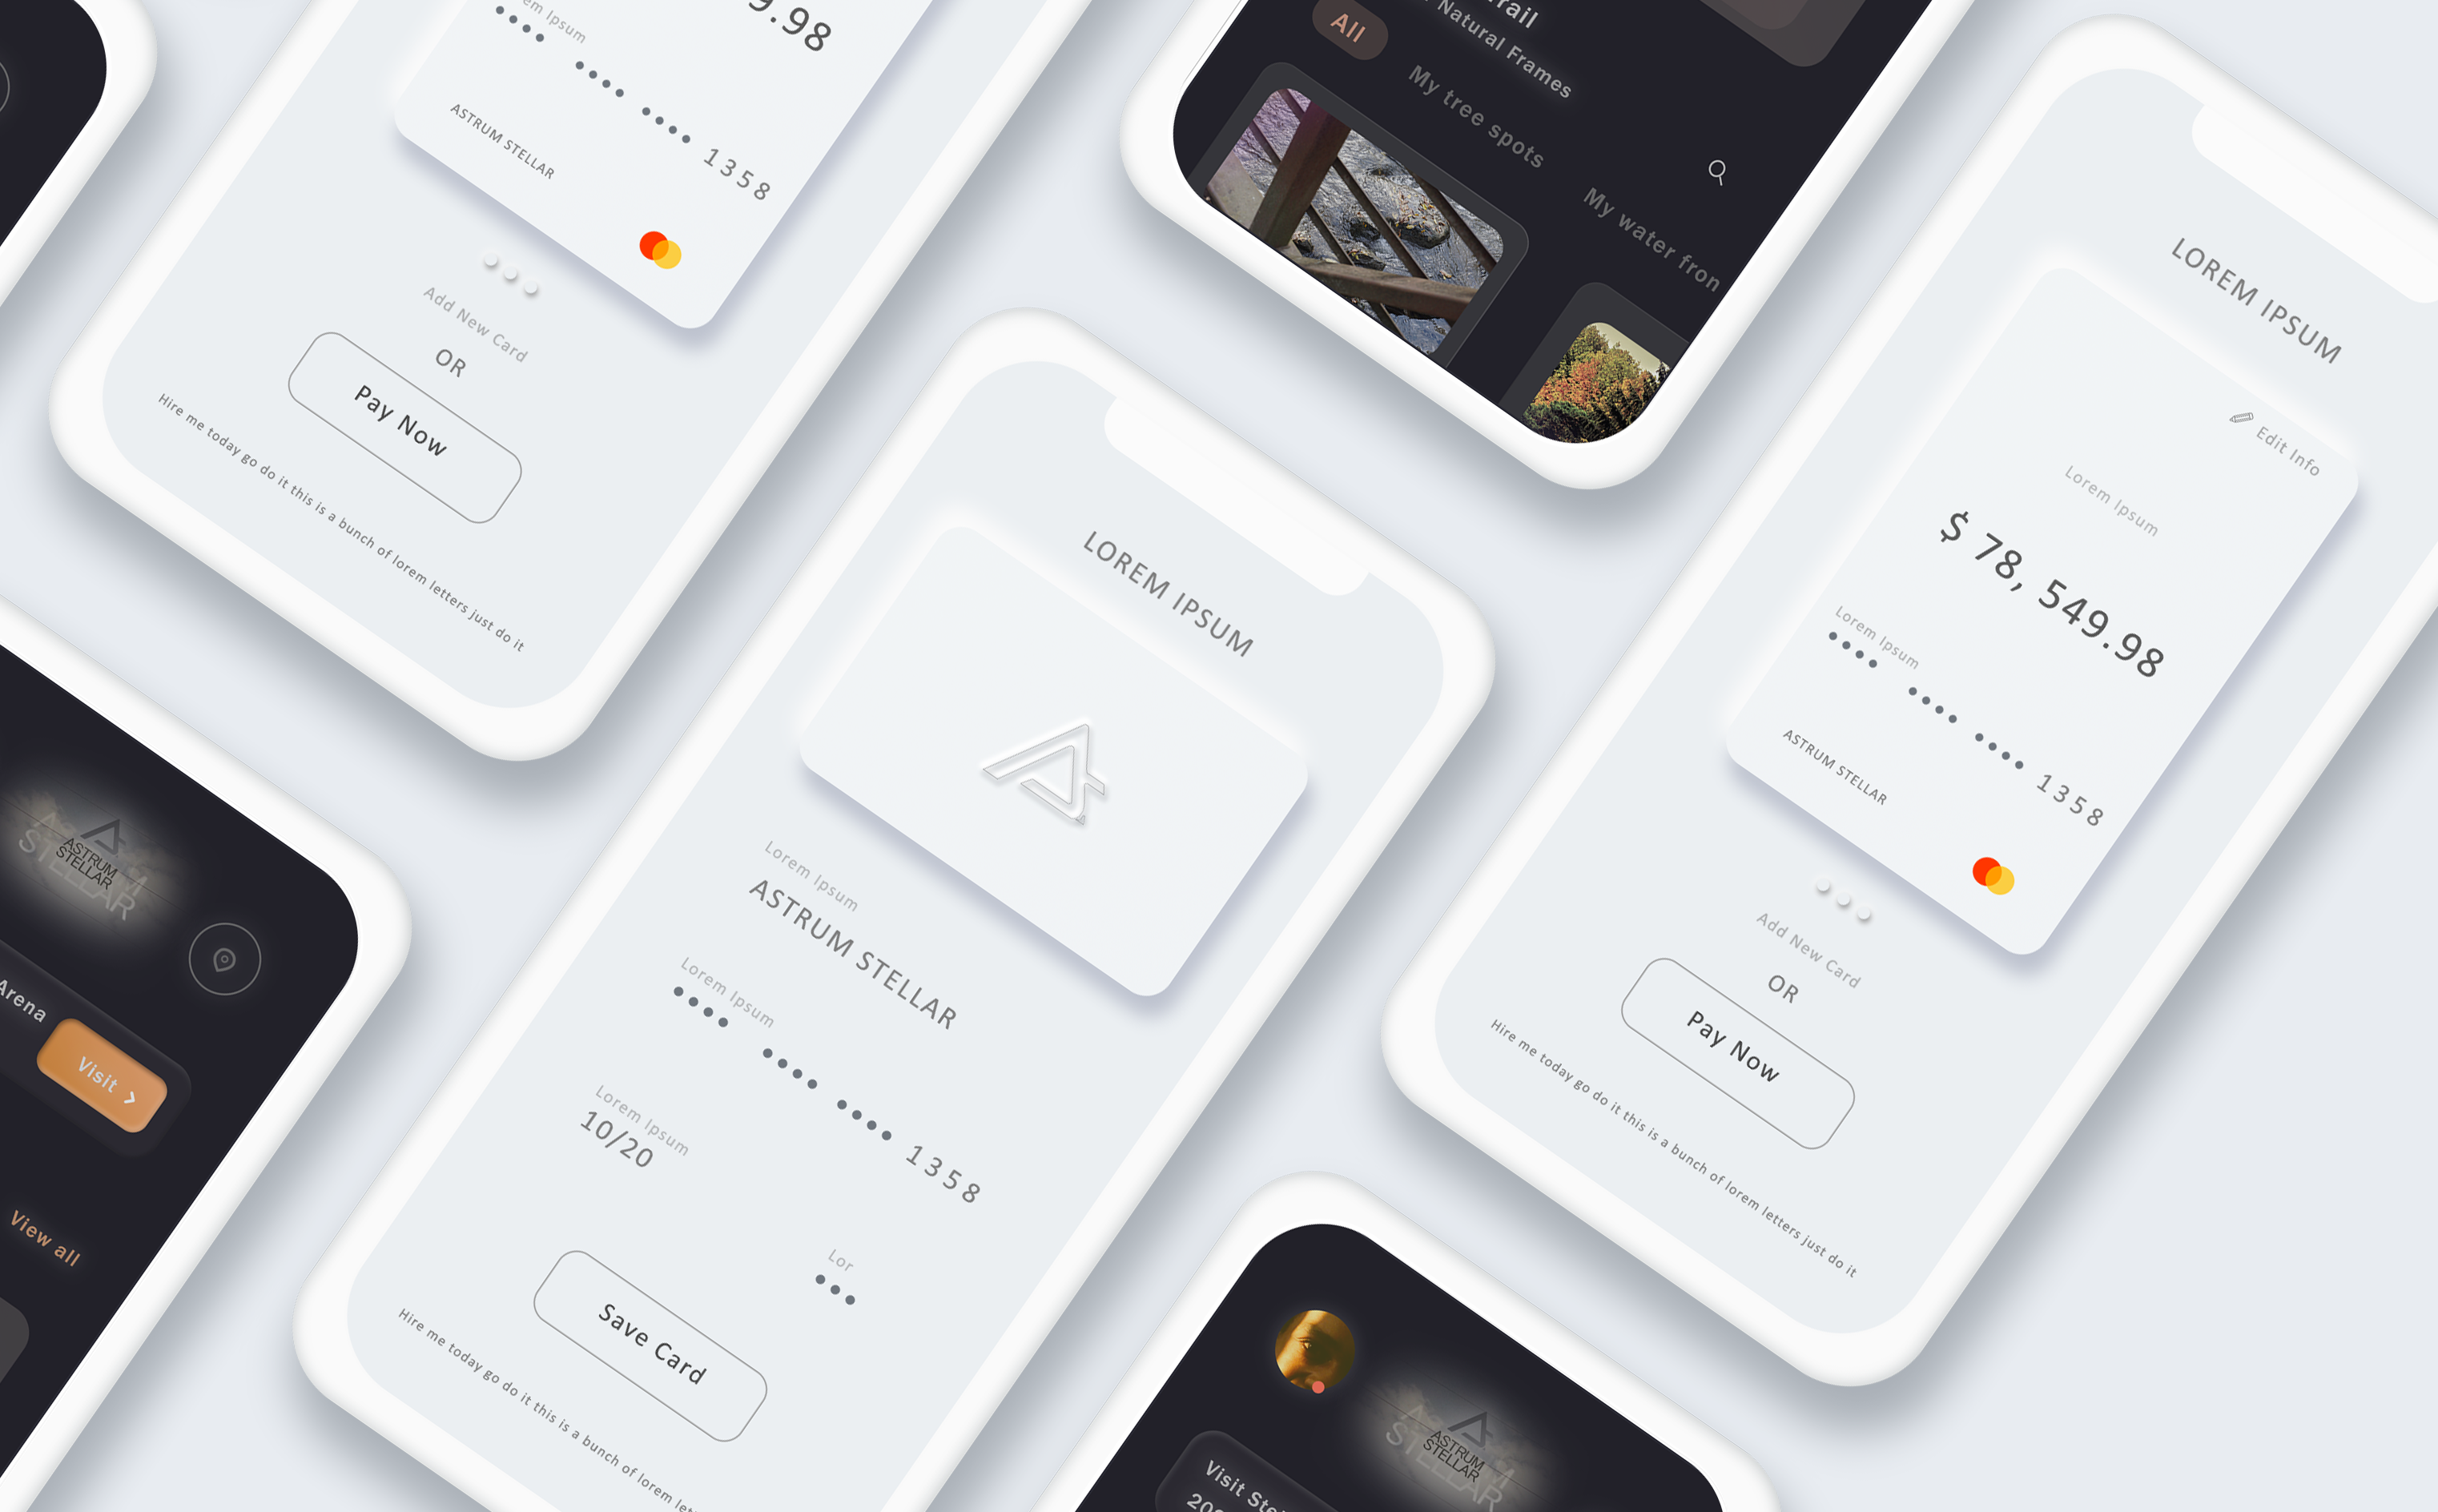 9.98
em Ipsum
1358
ASTRUM STELLAR
Add New Card
OR
Pay Now
Hire me today go do it this is a bunch of lorem letters just do it
Natural Frames
All
My tree spots
My water fron
LOREM IPSUM
Edit Info
Lorem Ipsum
$ 78, 549.98
Lorem Ipsum
1358
ASTRUM STELLAR
Add New Card
OR
Pay Now
Hire me today go do it this is a bunch of lorem letters just do it
LOREM IPSUM
Lorem Ipsum
ASTRUM STELLAR
Lorem Ipsum
1358
Lorem Ipsum
10/20
Lor
Save Card
Hire me today go do it this is a bunch of lorem let
ASTRUM
STELLAR
STELLAR
Arena
Visit
View all
ASTRUM
STELLAR
STELLAR
Visit Ste